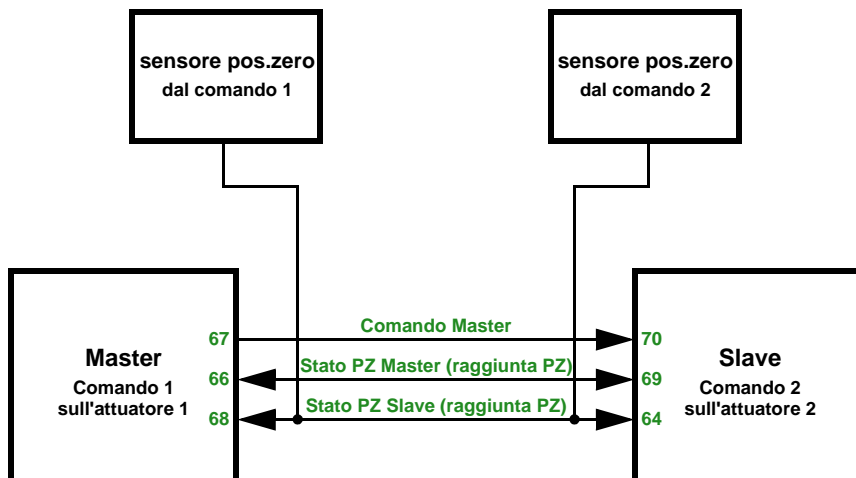 sensore pos.zero
dal comando 1
sensore pos.zero
dal comando 2
Master
Comando 1
sull'attuatore 1
67
66
68
Comando Master
Stato PZ Master (raggiunta PZ)
Stato PZ Slave (raggiunta PZ)
70
69
64
Slave
Comando 2
sull'attuatore 2